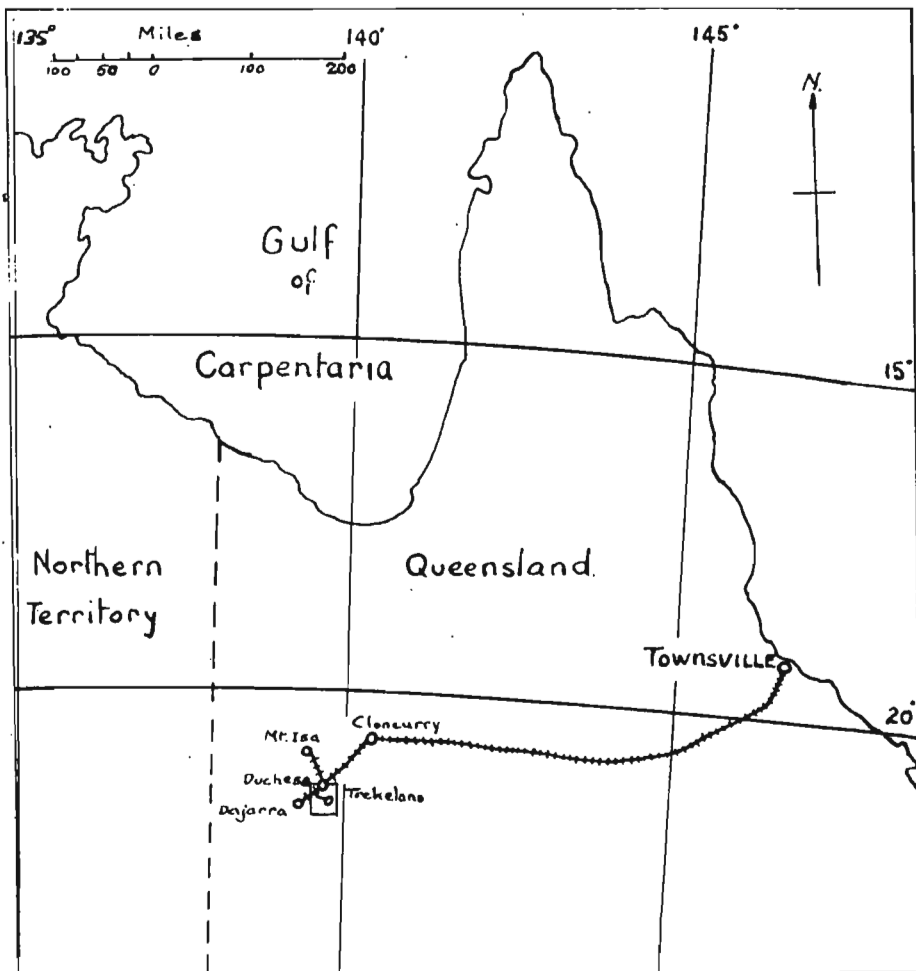 135° Miles 140° 145°
100 50 0 100 200
N.
Gulf
of
Carpentaria
15°
Northern
Territory
Queensland.
TOWNSVILLE
20°
Cloncurry
Mt. Isa
Duchess
Trekelano
Dajarra